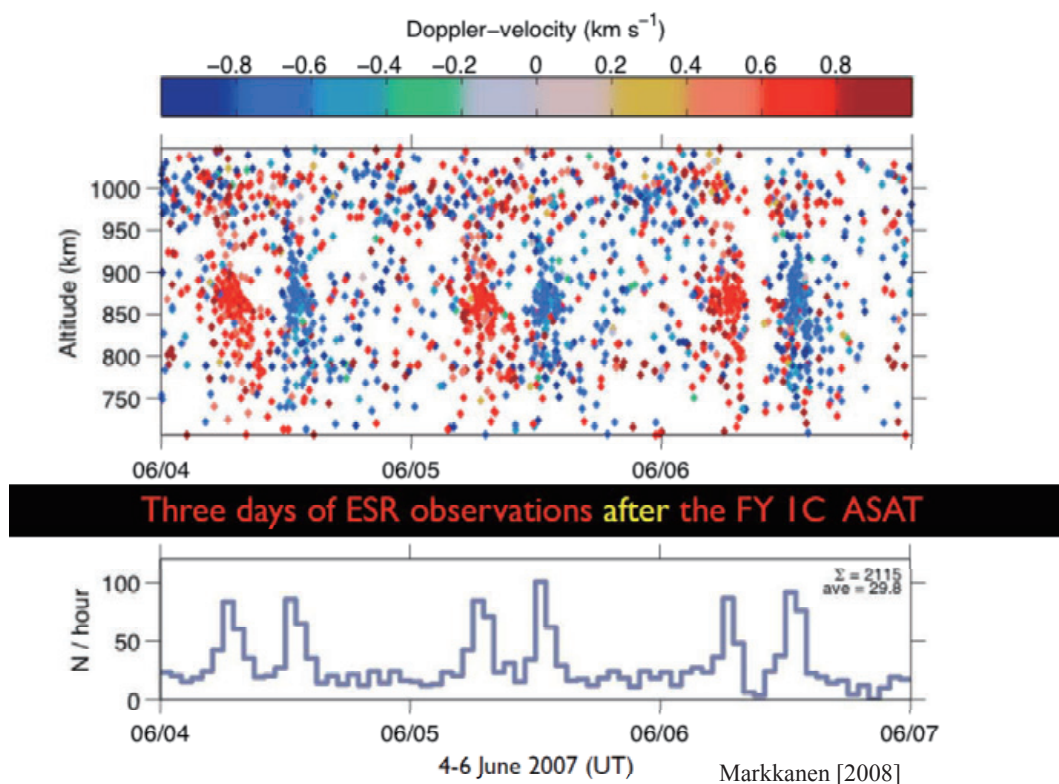 Doppler−velocity (km s−1)
−0.8 −0.6 −0.4 −0.2 0 0.2 0.4 0.6 0.8
Altitude (km)
1000
950
900
850
800
750
06/04 06/05 06/06
Three days of ESR observations after the FY 1C ASAT
N / hour
100
50
0
Σ = 2115
ave = 29.8
06/04 06/05 06/06 06/07
4-6 June 2007 (UT)
Markkanen [2008]